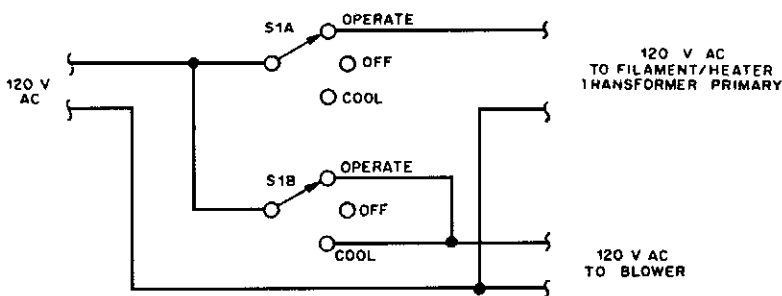 S1A
OPERATE
OFF
COOL
120 V
AC
120 V AC
TO FILAMENT/HEATER
TRANSFORMER PRIMARY
S1B
OPERATE
OFF
COOL
120 V AC
TO BLOWER